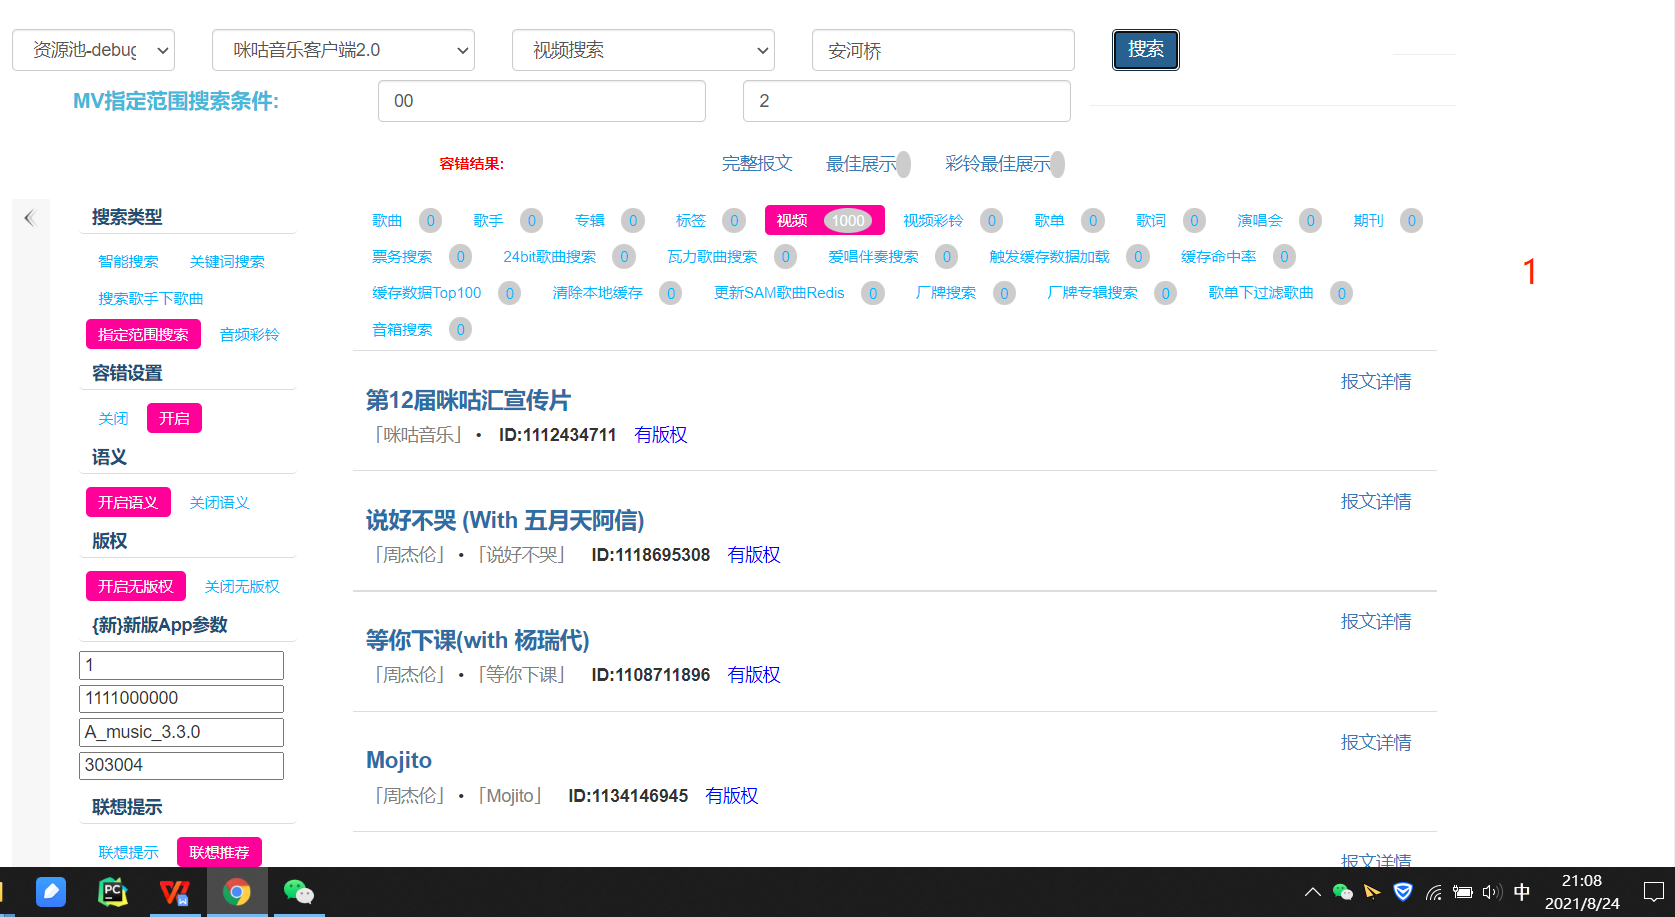 资源池-debug 咪咕音乐客户端2.0 视频搜索 安河桥 搜索
MV指定范围搜索条件: 00 2
容错结果: 完整报文 最佳展示 彩铃最佳展示
搜索类型
智能搜索 关键词搜索
搜索歌手下歌曲
指定范围搜索 音频彩铃
容错设置
关闭 开启
语义
开启语义 关闭语义
版权
开启无版权 关闭无版权
{新}新版App参数
1
1111000000
A_music_3.3.0
303004
联想提示
联想提示 联想推荐
歌曲 0 歌手 0 专辑 0 标签 0 视频 1000 视频彩铃 0 歌单 0 歌词 0 演唱会 0 期刊 0
票务搜索 0 24bit歌曲搜索 0 瓦力歌曲搜索 0 爱唱伴奏搜索 0 触发缓存数据加载 0 缓存命中率 0
缓存数据Top100 0 清除本地缓存 0 更新SAM歌曲Redis 0 厂牌搜索 0 厂牌专辑搜索 0 歌单下过滤歌曲 0
音箱搜索 0
1
报文详情
第12届咪咕汇宣传片
「咪咕音乐」 • ID:1112434711 有版权
报文详情
说好不哭 (With 五月天阿信)
「周杰伦」 • 「说好不哭」 ID:1118695308 有版权
报文详情
等你下课(with 杨瑞代)
「周杰伦」 • 「等你下课」 ID:1108711896 有版权
报文详情
Mojito
「周杰伦」 • 「Mojito」 ID:1134146945 有版权
报文详情
PC
中
21:08
2021/8/24